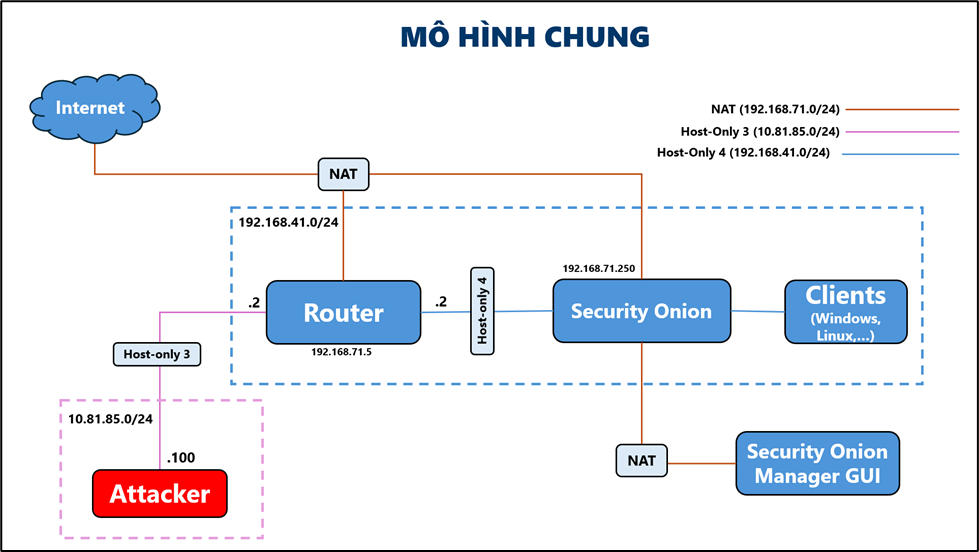 MÔ HÌNH CHUNG
Internet
NAT (192.168.71.0/24)
Host-Only 3 (10.81.85.0/24)
Host-Only 4 (192.168.41.0/24)
NAT
192.168.41.0/24
192.168.71.250
.2
Router
.2
Host-only 4
Security Onion
Clients
(Windows,
Linux,...)
192.168.71.5
Host-only 3
10.81.85.0/24
.100
Attacker
NAT
Security Onion
Manager GUI